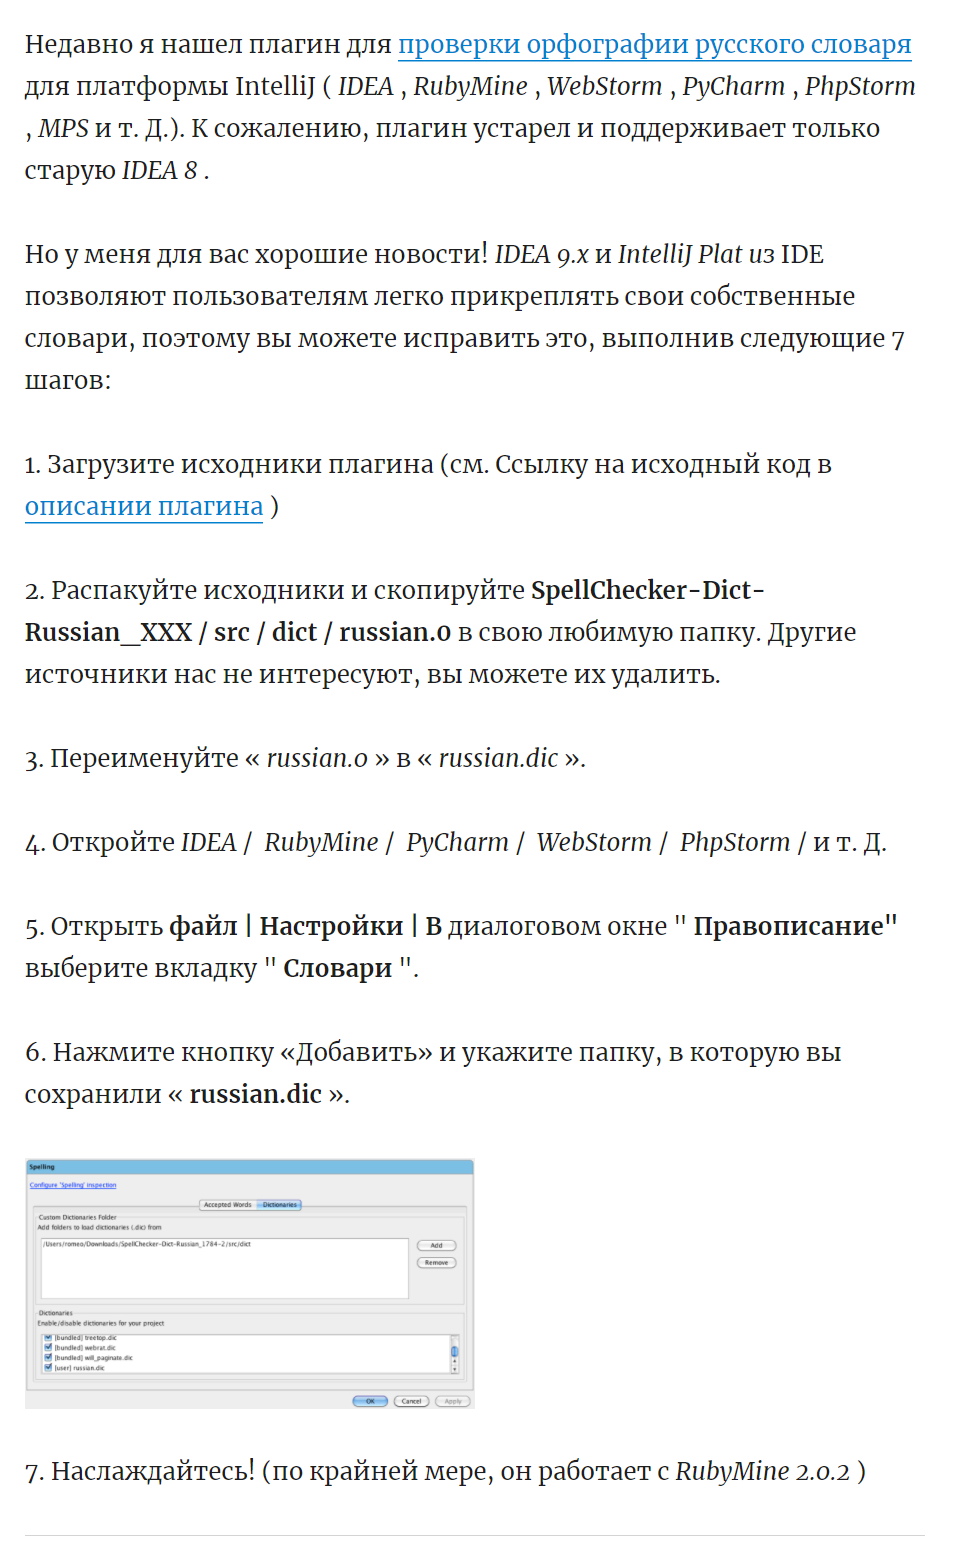 Недавно я нашел плагин для проверки орфографии русского словаря
для платформы IntelliJ ( IDEA , RubyMine , WebStorm , PyCharm , PhpStorm
, MPS и т. Д.). К сожалению, плагин устарел и поддерживает только
старую IDEA 8 .
Но у меня для вас хорошие новости! IDEA 9.x и IntelliJ Plat из IDE
позволяют пользователям легко прикреплять свои собственные
словари, поэтому вы можете исправить это, выполнив следующие 7
шагов:
1. Загрузите исходники плагина (см. Ссылку на исходный код в
описании плагина )
2. Распакуйте исходники и скопируйте SpellChecker-Dict-
Russian_XXX / src / dict / russian.0 в свою любимую папку. Другие
источники нас не интересуют, вы можете их удалить.
3. Переименуйте « russian.0 » в « russian.dic ».
4. Откройте IDEA / RubyMine / PyCharm / WebStorm / PhpStorm / и т. Д.
5. Открыть файл | Настройки | В диалоговом окне " Правописание"
выберите вкладку " Словари ".
6. Нажмите кнопку «Добавить» и укажите папку, в которую вы
сохранили « russian.dic ».
Spelling
Configure 'Spelling' inspection
Accepted Words Dictionaries
Custom Dictionaries Folder
Add folders to load dictionaries (.dic) from
/Users/romeo/Downloads/SpellChecker-Dict-Russian_1784-2/src/dict
Add
Remove
Dictionaries
Enable/disable dictionaries for your project
[bundled] treetop.dic
[bundled] webrat.dic
[bundled] will_paginate.dic
[user] russian.dic
OK Cancel Apply
7. Наслаждайтесь! (по крайней мере, он работает с RubyMine 2.0.2 )